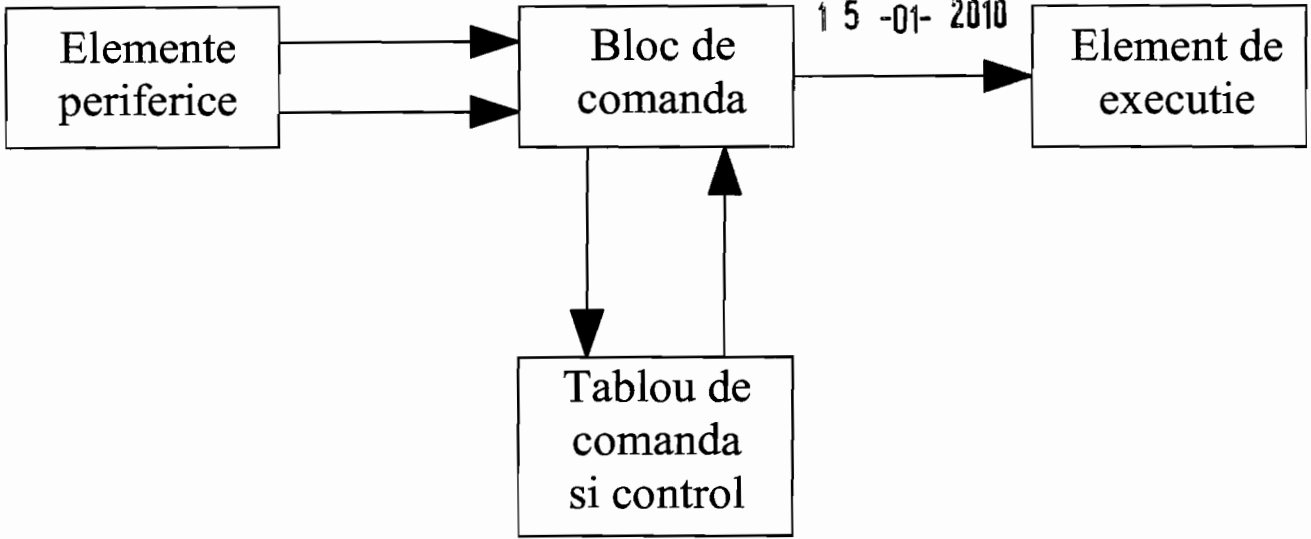 Elemente
periferice
Bloc de
comanda
1 5 -01- 2010
Element de
executie
Tablou de
comanda
si control